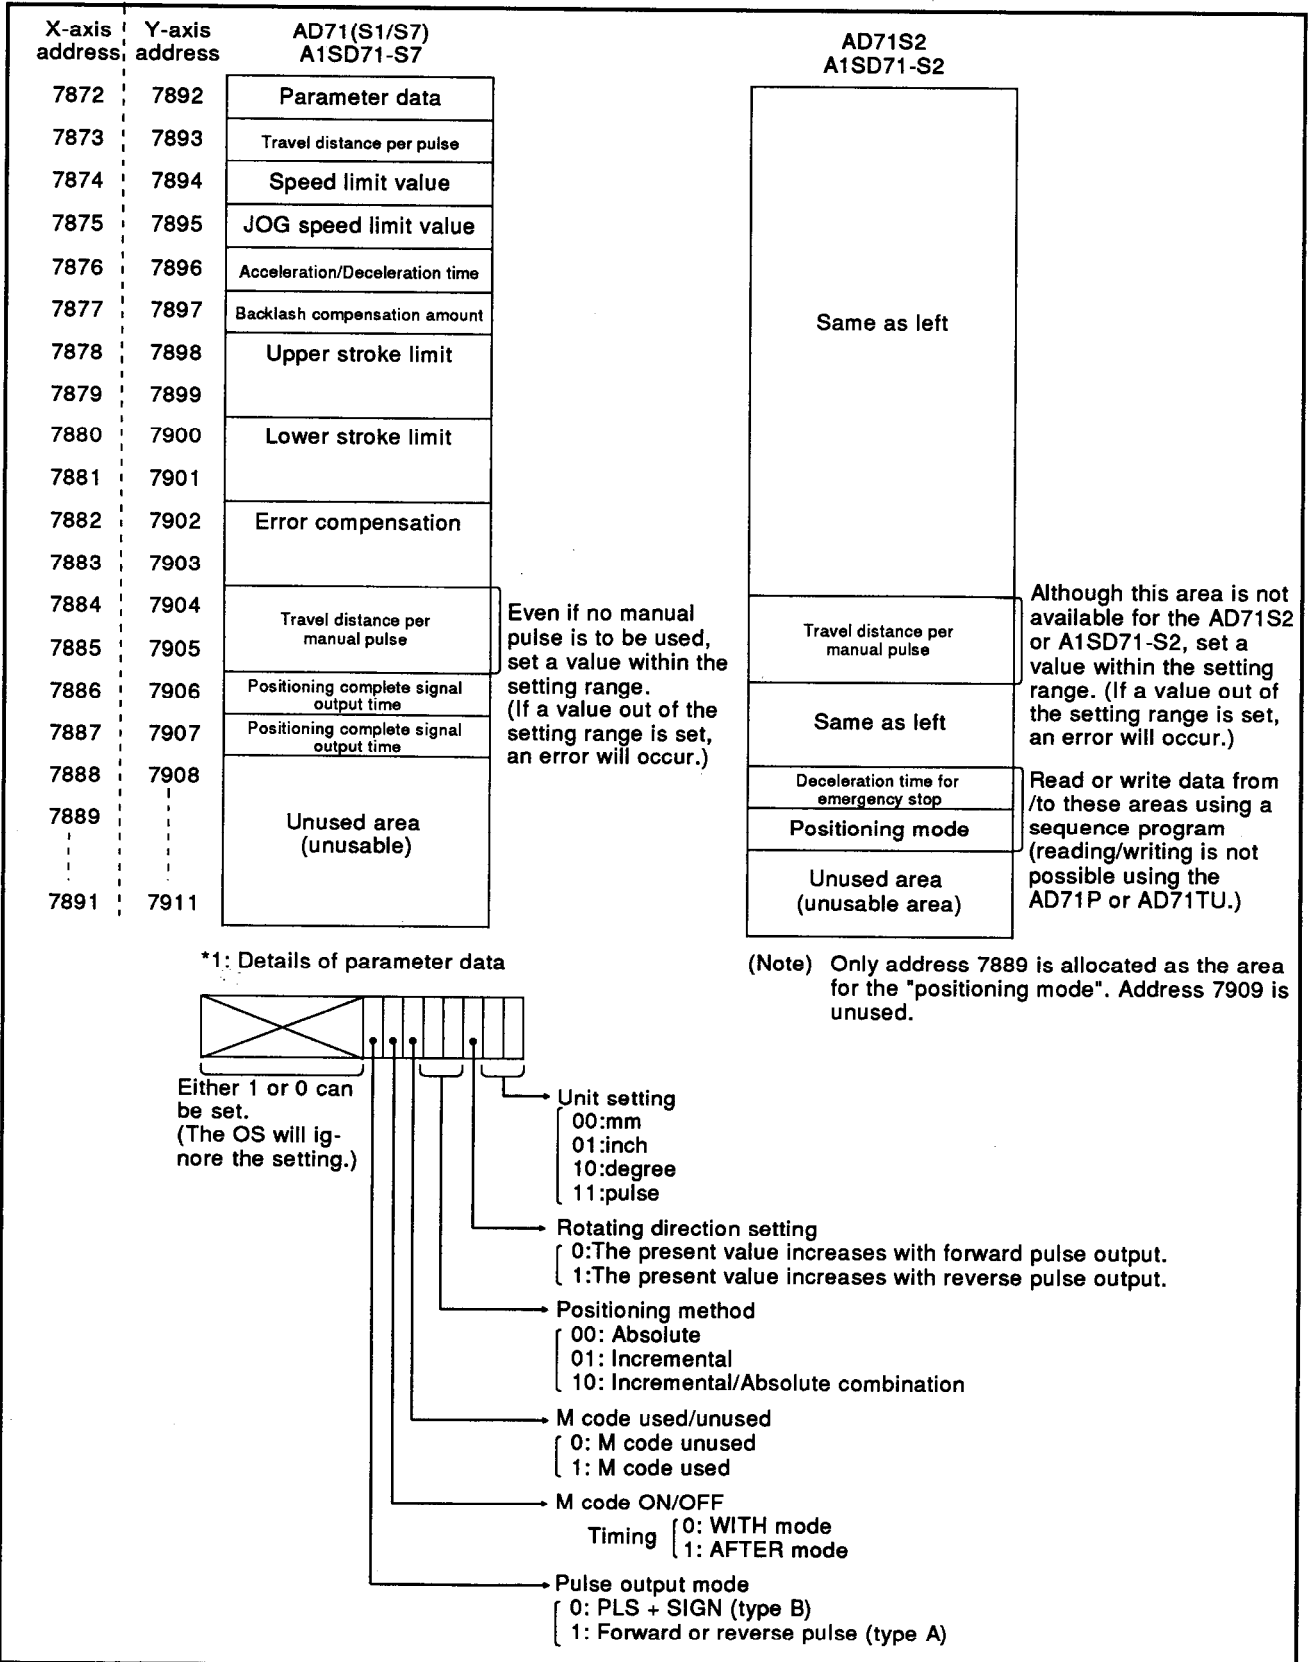 X-axis address
Y-axis address
AD71(S1/S7)
A1SD71-S7
AD71S2
A1SD71-S2
7872 7892 Parameter data
7873 7893 Travel distance per pulse
7874 7894 Speed limit value
7875 7895 JOG speed limit value
7876 7896 Acceleration/Deceleration time
7877 7897 Backlash compensation amount
7878 7898 Upper stroke limit
7879 7899
7880 7900 Lower stroke limit
7881 7901
7882 7902 Error compensation
7883 7903
7884 7904 Travel distance per
7885 7905 manual pulse
7886 7906 Positioning complete signal
output time
7887 7907 Positioning complete signal
output time
7888 7908
7889
Unused area
(unusable)
7891 7911
Even if no manual
pulse is to be used,
set a value within the
setting range.
(If a value out of the
setting range is set,
an error will occur.)
Same as left
Travel distance per
manual pulse
Same as left
Deceleration time for
emergency stop
Positioning mode
Unused area
(unusable area)
Although this area is not
available for the AD71S2
or A1SD71-S2, set a
value within the setting
range. (If a value out of
the setting range is set,
an error will occur.)
Read or write data from
/to these areas using a
sequence program
(reading/writing is not
possible using the
AD71P or AD71TU.)
*1: Details of parameter data
(Note) Only address 7889 is allocated as the area
for the "positioning mode". Address 7909 is
unused.
Either 1 or 0 can
be set.
(The OS will ig-
nore the setting.)
Unit setting
00:mm
01:inch
10:degree
11:pulse
Rotating direction setting
0:The present value increases with forward pulse output.
1:The present value increases with reverse pulse output.
Positioning method
00: Absolute
01: Incremental
10: Incremental/Absolute combination
M code used/unused
0: M code unused
1: M code used
M code ON/OFF
Timing
0: WITH mode
1: AFTER mode
Pulse output mode
0: PLS + SIGN (type B)
1: Forward or reverse pulse (type A)